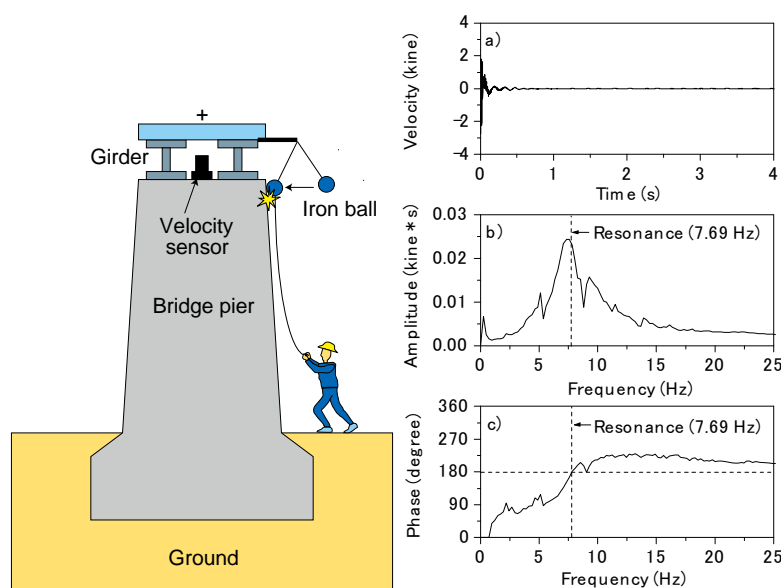 +
Girder
Velocity
sensor
Iron ball
Bridge pier
Ground
a)
Velocity (kine)
4
2
0
−2
−4
0 1 2 3 4
Time (s)
b)
Resonance (7.69 Hz)
Amplitude (kine*s)
0.03
0.02
0.01
0.00
0 5 10 15 20 25
Frequency (Hz)
c)
Resonance (7.69 Hz)
Phase (degree)
360
270
180
90
0
0 5 10 15 20 25
Frequency (Hz)